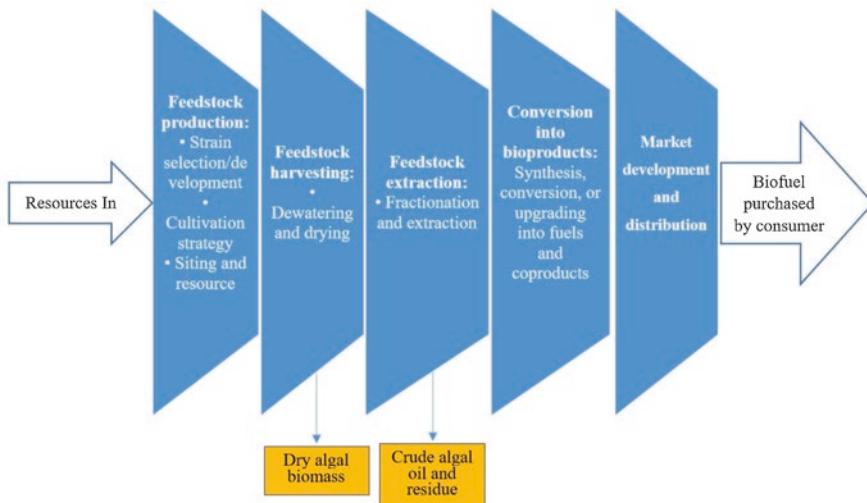 Resources In
Feedstock
production:
• Strain
selection/de
velopment
•
Cultivation
strategy
• Siting and
resource
Feedstock
harvesting:
•
Dewatering
and drying
Feedstock
extraction:
• Fractionation
and extraction
Conversion
into
bioproducts:
Synthesis,
conversion, or
upgrading
into fuels
and
coproducts
Market
development
and
distribution
Biofuel
purchased
by consumer
Dry algal
biomass
Crude algal
oil and
residue